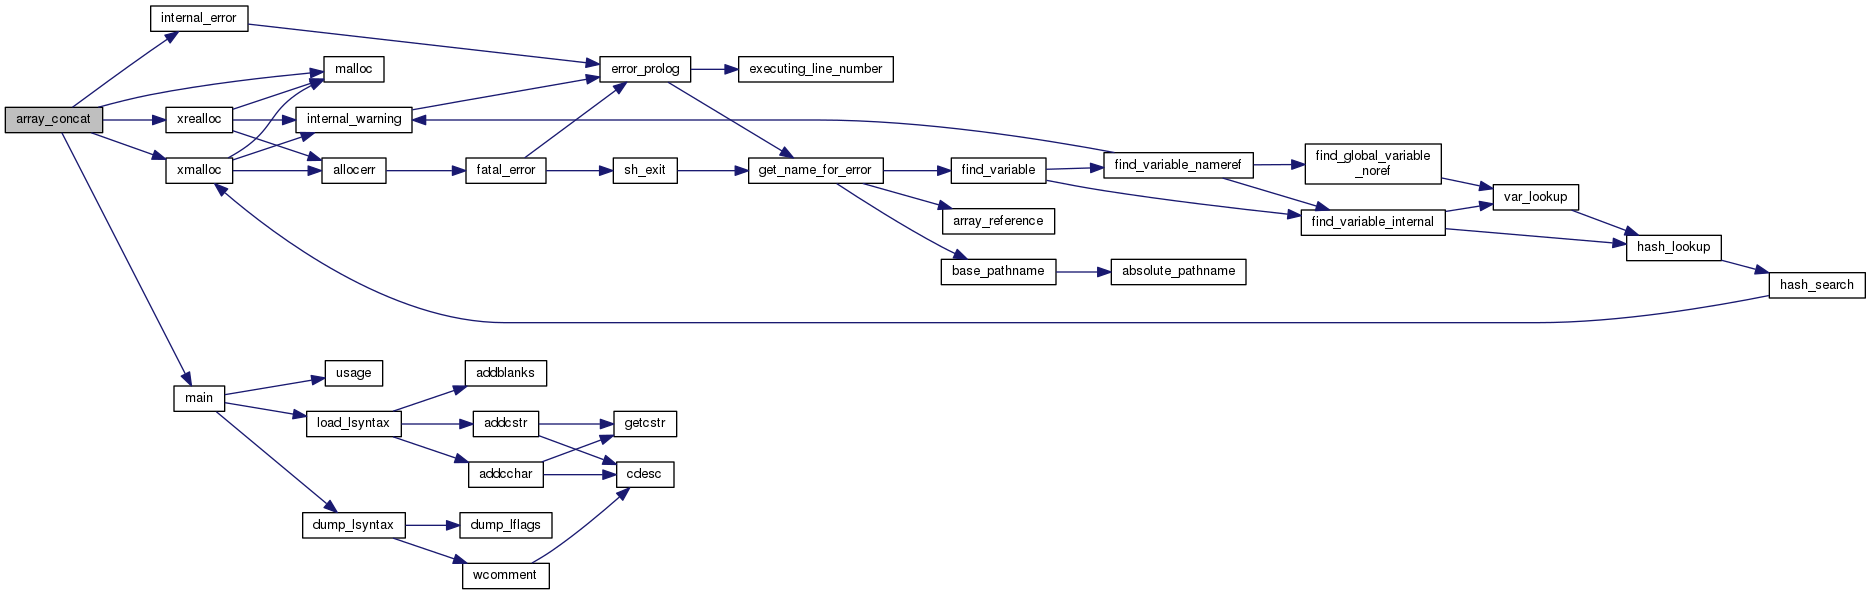 internal_error
malloc
error_prolog
executing_line_number
array_concat
xrealloc
internal_warning
xmalloc
allocerr
fatal_error
sh_exit
get_name_for_error
find_variable
find_variable_nameref
find_global_variable
_noref
var_lookup
array_reference
find_variable_internal
hash_lookup
base_pathname
absolute_pathname
hash_search
usage
addblanks
main
load_lsyntax
addcstr
getcstr
addcchar
cdesc
dump_lsyntax
dump_lflags
wcomment